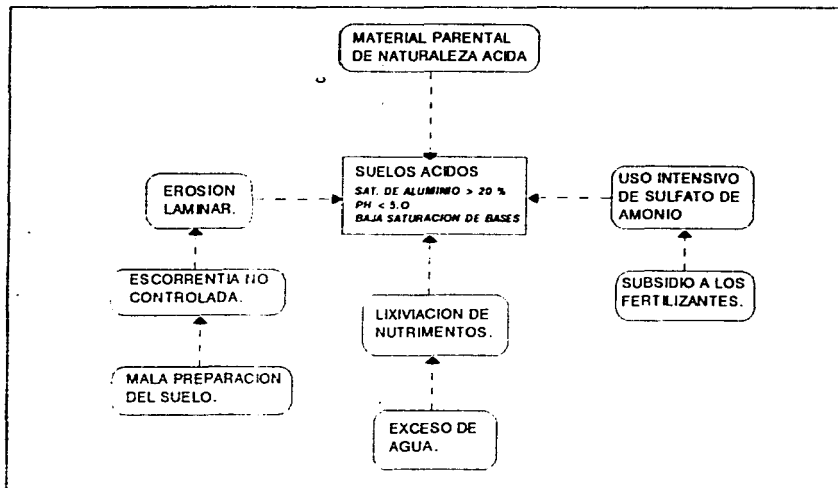 MATERIAL PARENTAL
DE NATURALEZA ACIDA
SUELOS ACIDOS
SAT. DE ALUMINIO > 20 %
PH < 5.0
BAJA SATURACION DE BASES
EROSION
LAMINAR.
USO INTENSIVO
DE SULFATO DE
AMONIO
ESCORRENTIA NO
CONTROLADA.
SUBSIDIO A LOS
FERTILIZANTES.
LIXIVIACION DE
NUTRIMENTOS.
MALA PREPARACION
DEL SUELO.
EXCESO DE
AGUA.